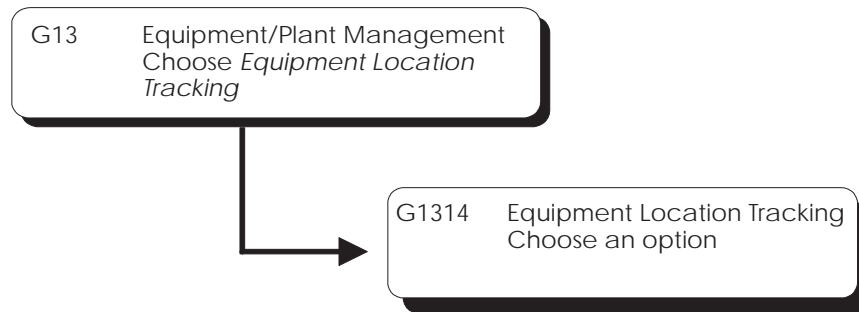 G13 Equipment/Plant Management
Choose Equipment Location
Tracking
G1314 Equipment Location Tracking
Choose an option